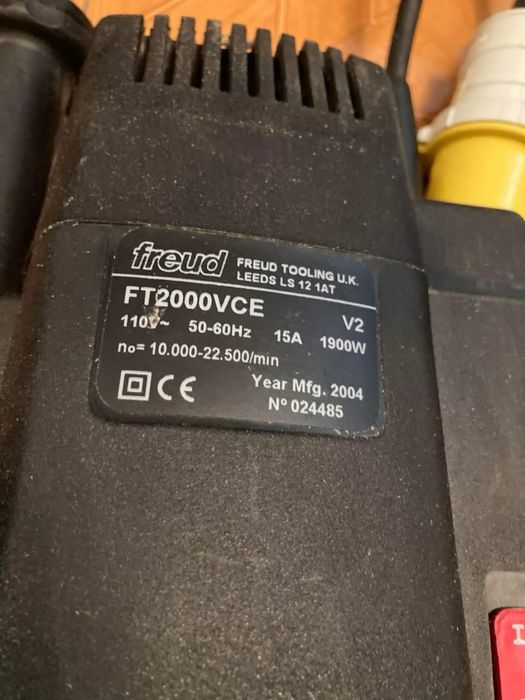 freud FREUD TOOLING U.K.
LEEDS LS 12 1AT
FT2000VCE V2
110V~ 50-60Hz 15A 1900W
no= 10.000-22.500/min
CE Year Mfg. 2004
Nº 024485
I